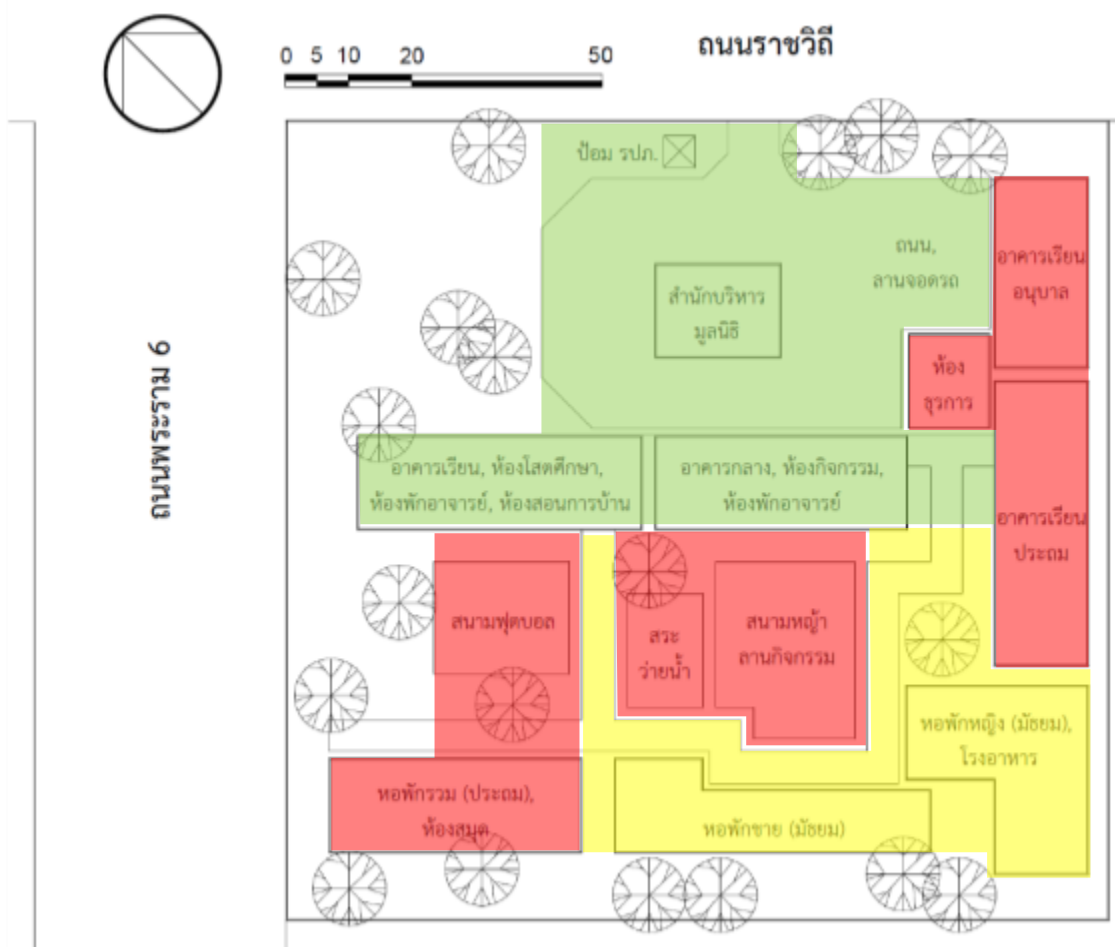 ถนนราชวิถี
0 5 10 20 50
ป้อม รปภ.
ถนน,
ลานจอดรถ
อาคารเรียน
อนุบาล
สำนักบริหาร
มูลนิธิ
ถนนพระราม 6
ห้อง
ธุรการ
อาคารเรียน, ห้องโสตศึกษา,
ห้องพักอาจารย์, ห้องสอนการบ้าน
อาคารกลาง, ห้องกิจกรรม,
ห้องพักอาจารย์
อาคารเรียน
ประถม
สนามฟุตบอล
สระ
ว่ายน้ำ
สนามหญ้า
ลานกิจกรรม
หอพักหญิง (มัธยม),
โรงอาหาร
หอพักรวม (ประถม),
ห้องสมุด
หอพักชาย (มัธยม)